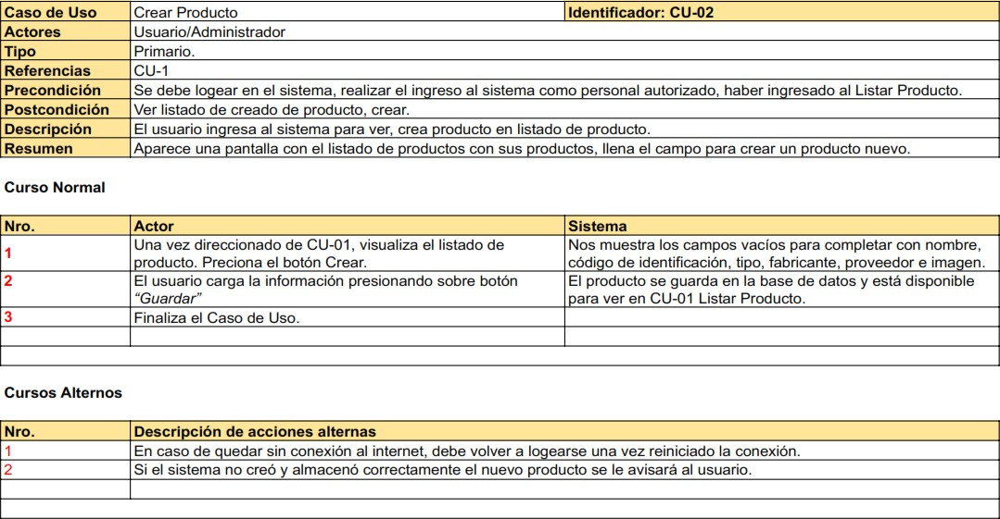 Caso de Uso Crear Producto Identificador: CU-02
Actores Usuario/Administrador
Tipo Primario.
Referencias CU-1
Precondición Se debe logear en el sistema, realizar el ingreso al sistema como personal autorizado, haber ingresado al Listar Producto.
Postcondición Ver listado de creado de producto, crear.
Descripción El usuario ingresa al sistema para ver, crea producto en listado de producto.
Resumen Aparece una pantalla con el listado de productos con sus productos, llena el campo para crear un producto nuevo.
Curso Normal
Nro. Actor Sistema
1
Una vez direccionado de CU-01, visualiza el listado de
producto. Preciona el botón Crear.
Nos muestra los campos vacíos para completar con nombre,
código de identificación, tipo, fabricante, proveedor e imagen.
2
El usuario carga la información presionando sobre botón
“Guardar”
El producto se guarda en la base de datos y está disponible
para ver en CU-01 Listar Producto.
3 Finaliza el Caso de Uso.
Cursos Alternos
Nro. Descripción de acciones alternas
1 En caso de quedar sin conexión al internet, debe volver a logearse una vez reiniciado la conexión.
2 Si el sistema no creó y almacenó correctamente el nuevo producto se le avisará al usuario.